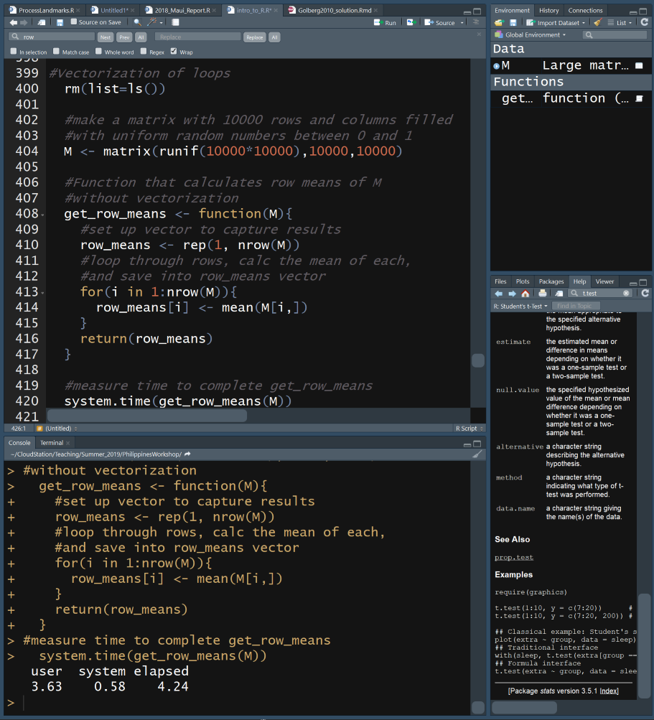 ProcessLandmarks.R
Untitled1*
2018_Maui_Report.R
intro_to_R.R*
Golberg2010_solution.Rmd
Source on Save
Run
Source
row
Next
Prev
All
Replace
Replace
All
In selection
Match case
Whole word
Regex
Wrap
399 #Vectorization of loops
400 rm(list=ls())
401
402 #make a matrix with 10000 rows and columns filled
403 #with uniform random numbers between 0 and 1
404 M <- matrix(runif(10000*10000),10000,10000)
405
406 #Function that calculates row means of M
407 #without vectorization
408 get_row_means <- function(M){
409 #set up vector to capture results
410 row_means <- rep(1, nrow(M))
411 #loop through rows, calc the mean of each,
412 #and save into row_means vector
413 for(i in 1:nrow(M)){
414 row_means[i] <- mean(M[i,])
415 }
416 return(row_means)
417 }
418
419 #measure time to complete get_row_means
420 system.time(get_row_means(M))
421
426:1 (Untitled)
R Script
Console Terminal
~/CloudStation/Teaching/Summer_2019/PhilippinesWorkshop/
> #without vectorization
> get_row_means <- function(M){
+ #set up vector to capture results
+ row_means <- rep(1, nrow(M))
+ #loop through rows, calc the mean of each,
+ #and save into row_means vector
+ for(i in 1:nrow(M)){
+ row_means[i] <- mean(M[i,])
+ }
+ return(row_means)
+ }
> #measure time to complete get_row_means
> system.time(get_row_means(M))
user system elapsed
3.63 0.58 4.24
>
Environment History Connections
Import Dataset
List
Global Environment
Data
M Large matr...
Functions
get... function (...
Files Plots Packages Help Viewer
t.test
R: Student's t-Test
Find in Topic
the specified alternative
hypothesis.
estimate the estimated mean or
difference in means
depending on whether it
was a one-sample test or
a two-sample test.
null.value the specified hypothesized
value of the mean or mean
difference depending on
whether it was a one-
sample test or a two-
sample test.
alternative a character string
describing the alternative
hypothesis.
method a character string
indicating what type of t-
test was performed.
data.name a character string giving
the name(s) of the data.
See Also
prop.test
Examples
require(graphics)
t.test(1:10, y = c(7:20)) #
t.test(1:10, y = c(7:20, 200)) #
## Classical example: Student's s
plot(extra ~ group, data = sleep)
## Traditional interface
with(sleep, t.test(extra[group ==
## Formula interface
t.test(extra ~ group, data = slee
[Package stats version 3.5.1 Index]